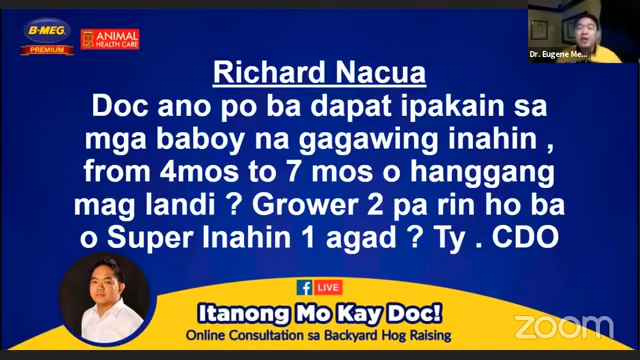 B-MEG
PREMIUM
ANIMAL
HEALTH CARE
Dr. Eugene Me...
Richard Nacua
Doc ano po ba dapat ipakain sa
mga baboy na gagawing inahin ,
from 4mos to 7 mos o hanggang
mag landi ? Grower 2 pa rin ho ba
o Super Inahin 1 agad ? Ty . CDO
f LIVE
Itanong Mo Kay Doc!
Online Consultation sa Backyard Hog Raising
zoom